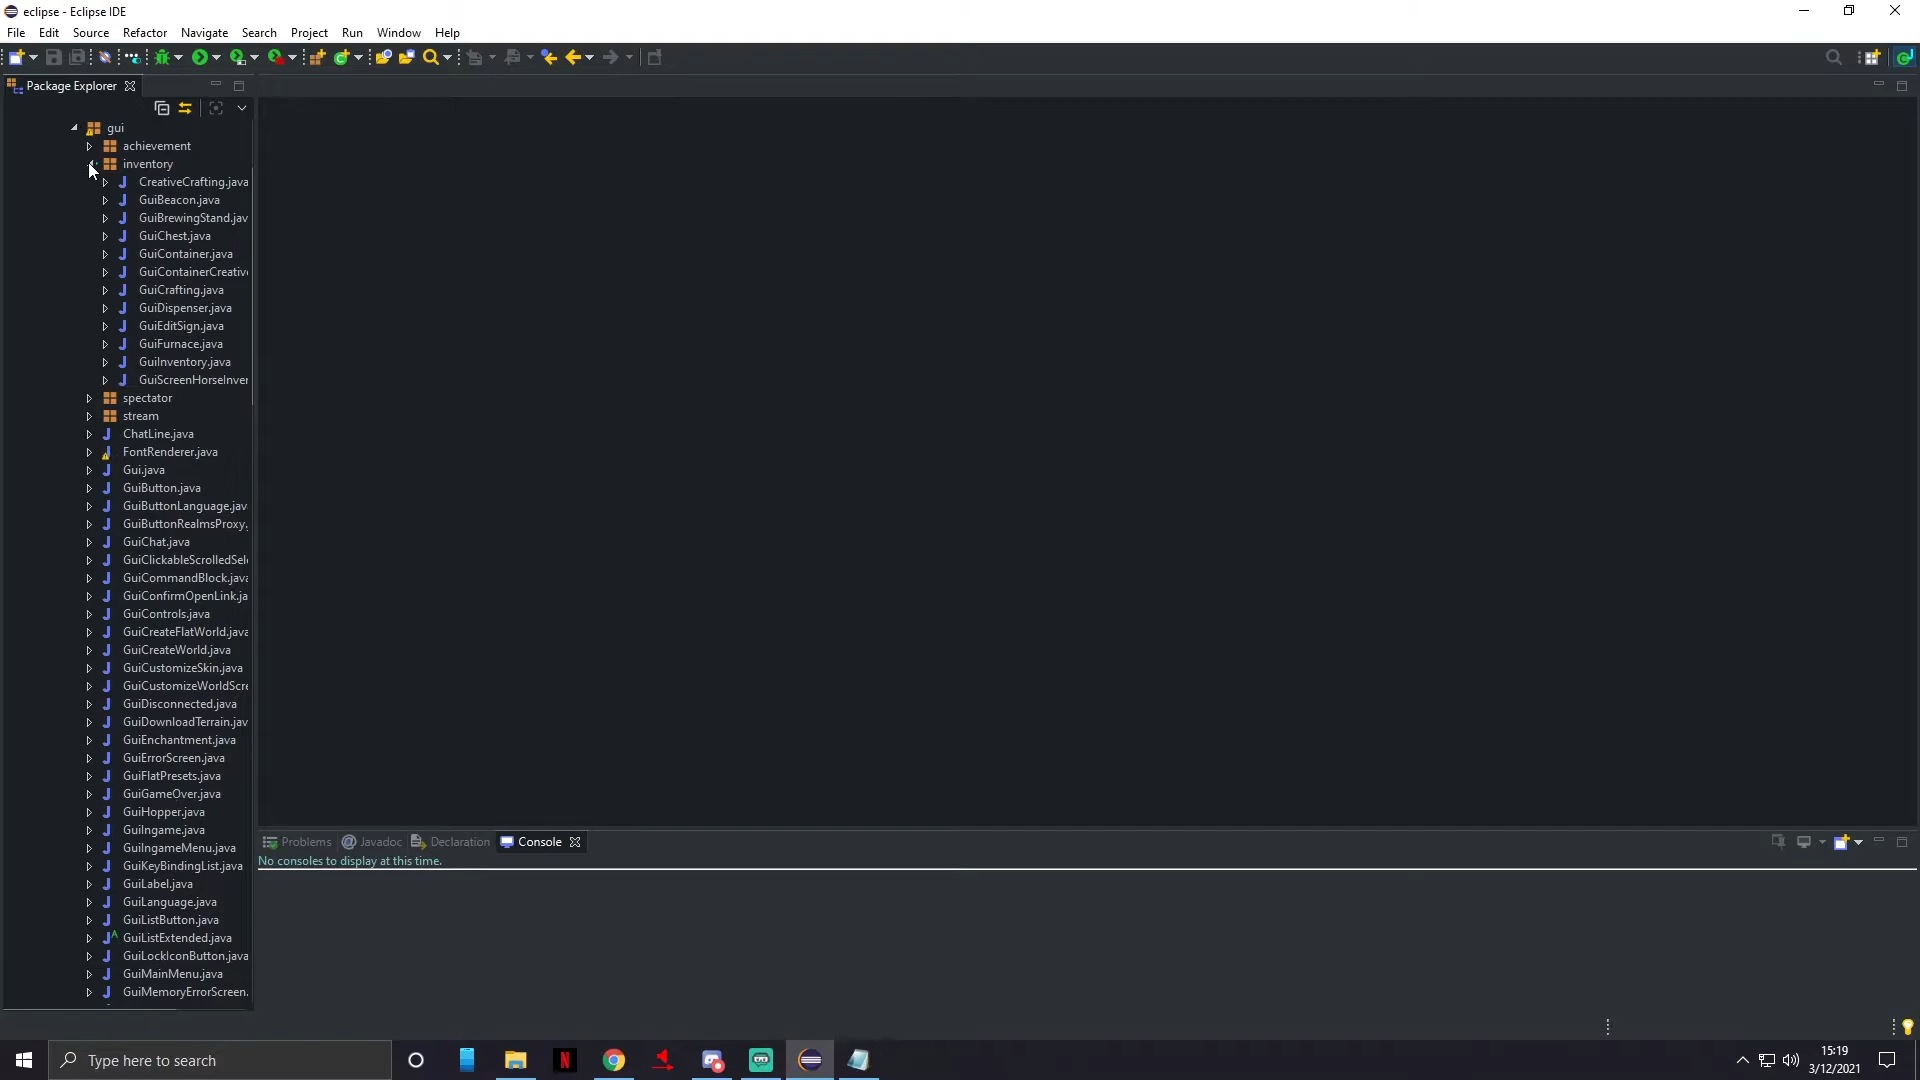 eclipse - Eclipse IDE
File Edit Source Refactor Navigate Search Project Run Window Help
Package Explorer
gui
achievement
inventory
CreativeCrafting.java
GuiBeacon.java
GuiBrewingStand.jav
GuiChest.java
GuiContainer.java
GuiContainerCreativ
GuiCrafting.java
GuiDispenser.java
GuiEditSign.java
GuiFurnace.java
GuiInventory.java
GuiScreenHorseInver
spectator
stream
ChatLine.java
FontRenderer.java
Gui.java
GuiButton.java
GuiButtonLanguage.jav
GuiButtonRealmsProxy.
GuiChat.java
GuiClickableScrolledSel
GuiCommandBlock.java
GuiConfirmOpenLink.ja
GuiControls.java
GuiCreateFlatWorld.java
GuiCreateWorld.java
GuiCustomizeSkin.java
GuiCustomizeWorldScre
GuiDisconnected.java
GuiDownloadTerrain.jav
GuiEnchantment.java
GuiErrorScreen.java
GuiFlatPresets.java
GuiGameOver.java
GuiHopper.java
GuiIngame.java
GuiIngameMenu.java
GuiKeyBindingList.java
GuiLabel.java
GuiLanguage.java
GuiListButton.java
GuiListExtended.java
GuiLockIconButton.java
GuiMainMenu.java
GuiMemoryErrorScreen.
Problems @ Javadoc Declaration Console
No consoles to display at this time.
Type here to search
15:19
3/12/2021